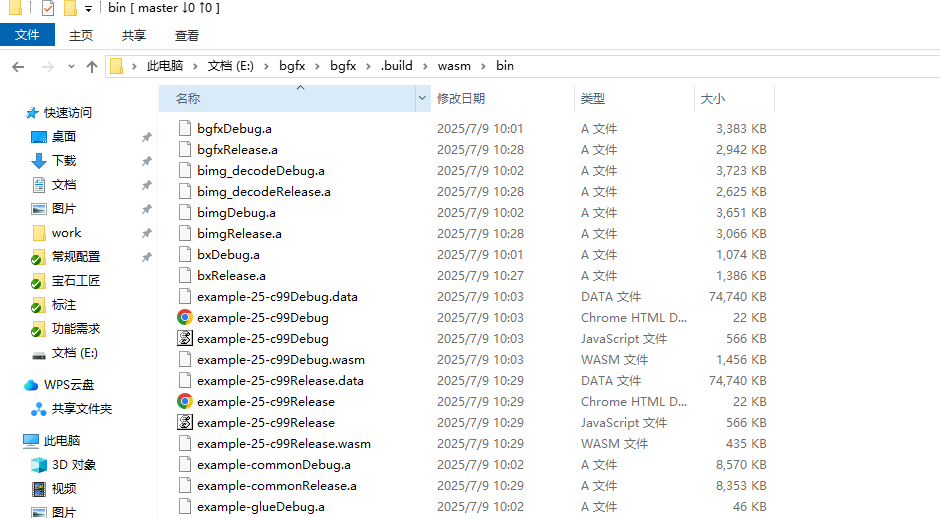 bin [ master ↓0 ↑0 ]
文件 主页 共享 查看
此电脑 文档 (E:) bgfx bgfx .build wasm bin
快速访问
桌面
下载
文档
图片
work
常规配置
宝石工匠
标注
功能需求
文档 (E:)
WPS云盘
共享文件夹
此电脑
3D 对象
视频
图片
名称 修改日期 类型 大小
bgfxDebug.a 2025/7/9 10:01 A 文件 3,383 KB
bgfxRelease.a 2025/7/9 10:28 A 文件 2,942 KB
bimg_decodeDebug.a 2025/7/9 10:02 A 文件 3,723 KB
bimg_decodeRelease.a 2025/7/9 10:28 A 文件 2,625 KB
bimgDebug.a 2025/7/9 10:02 A 文件 3,651 KB
bimgRelease.a 2025/7/9 10:28 A 文件 3,066 KB
bxDebug.a 2025/7/9 10:01 A 文件 1,074 KB
bxRelease.a 2025/7/9 10:27 A 文件 1,386 KB
example-25-c99Debug.data 2025/7/9 10:03 DATA 文件 74,740 KB
example-25-c99Debug 2025/7/9 10:03 Chrome HTML D... 22 KB
example-25-c99Debug 2025/7/9 10:03 JavaScript 文件 566 KB
example-25-c99Debug.wasm 2025/7/9 10:03 WASM 文件 1,456 KB
example-25-c99Release.data 2025/7/9 10:29 DATA 文件 74,740 KB
example-25-c99Release 2025/7/9 10:29 Chrome HTML D... 22 KB
example-25-c99Release 2025/7/9 10:29 JavaScript 文件 566 KB
example-25-c99Release.wasm 2025/7/9 10:29 WASM 文件 435 KB
example-commonDebug.a 2025/7/9 10:02 A 文件 8,570 KB
example-commonRelease.a 2025/7/9 10:29 A 文件 8,353 KB
example-glueDebug.a 2025/7/9 10:02 A 文件 46 KB